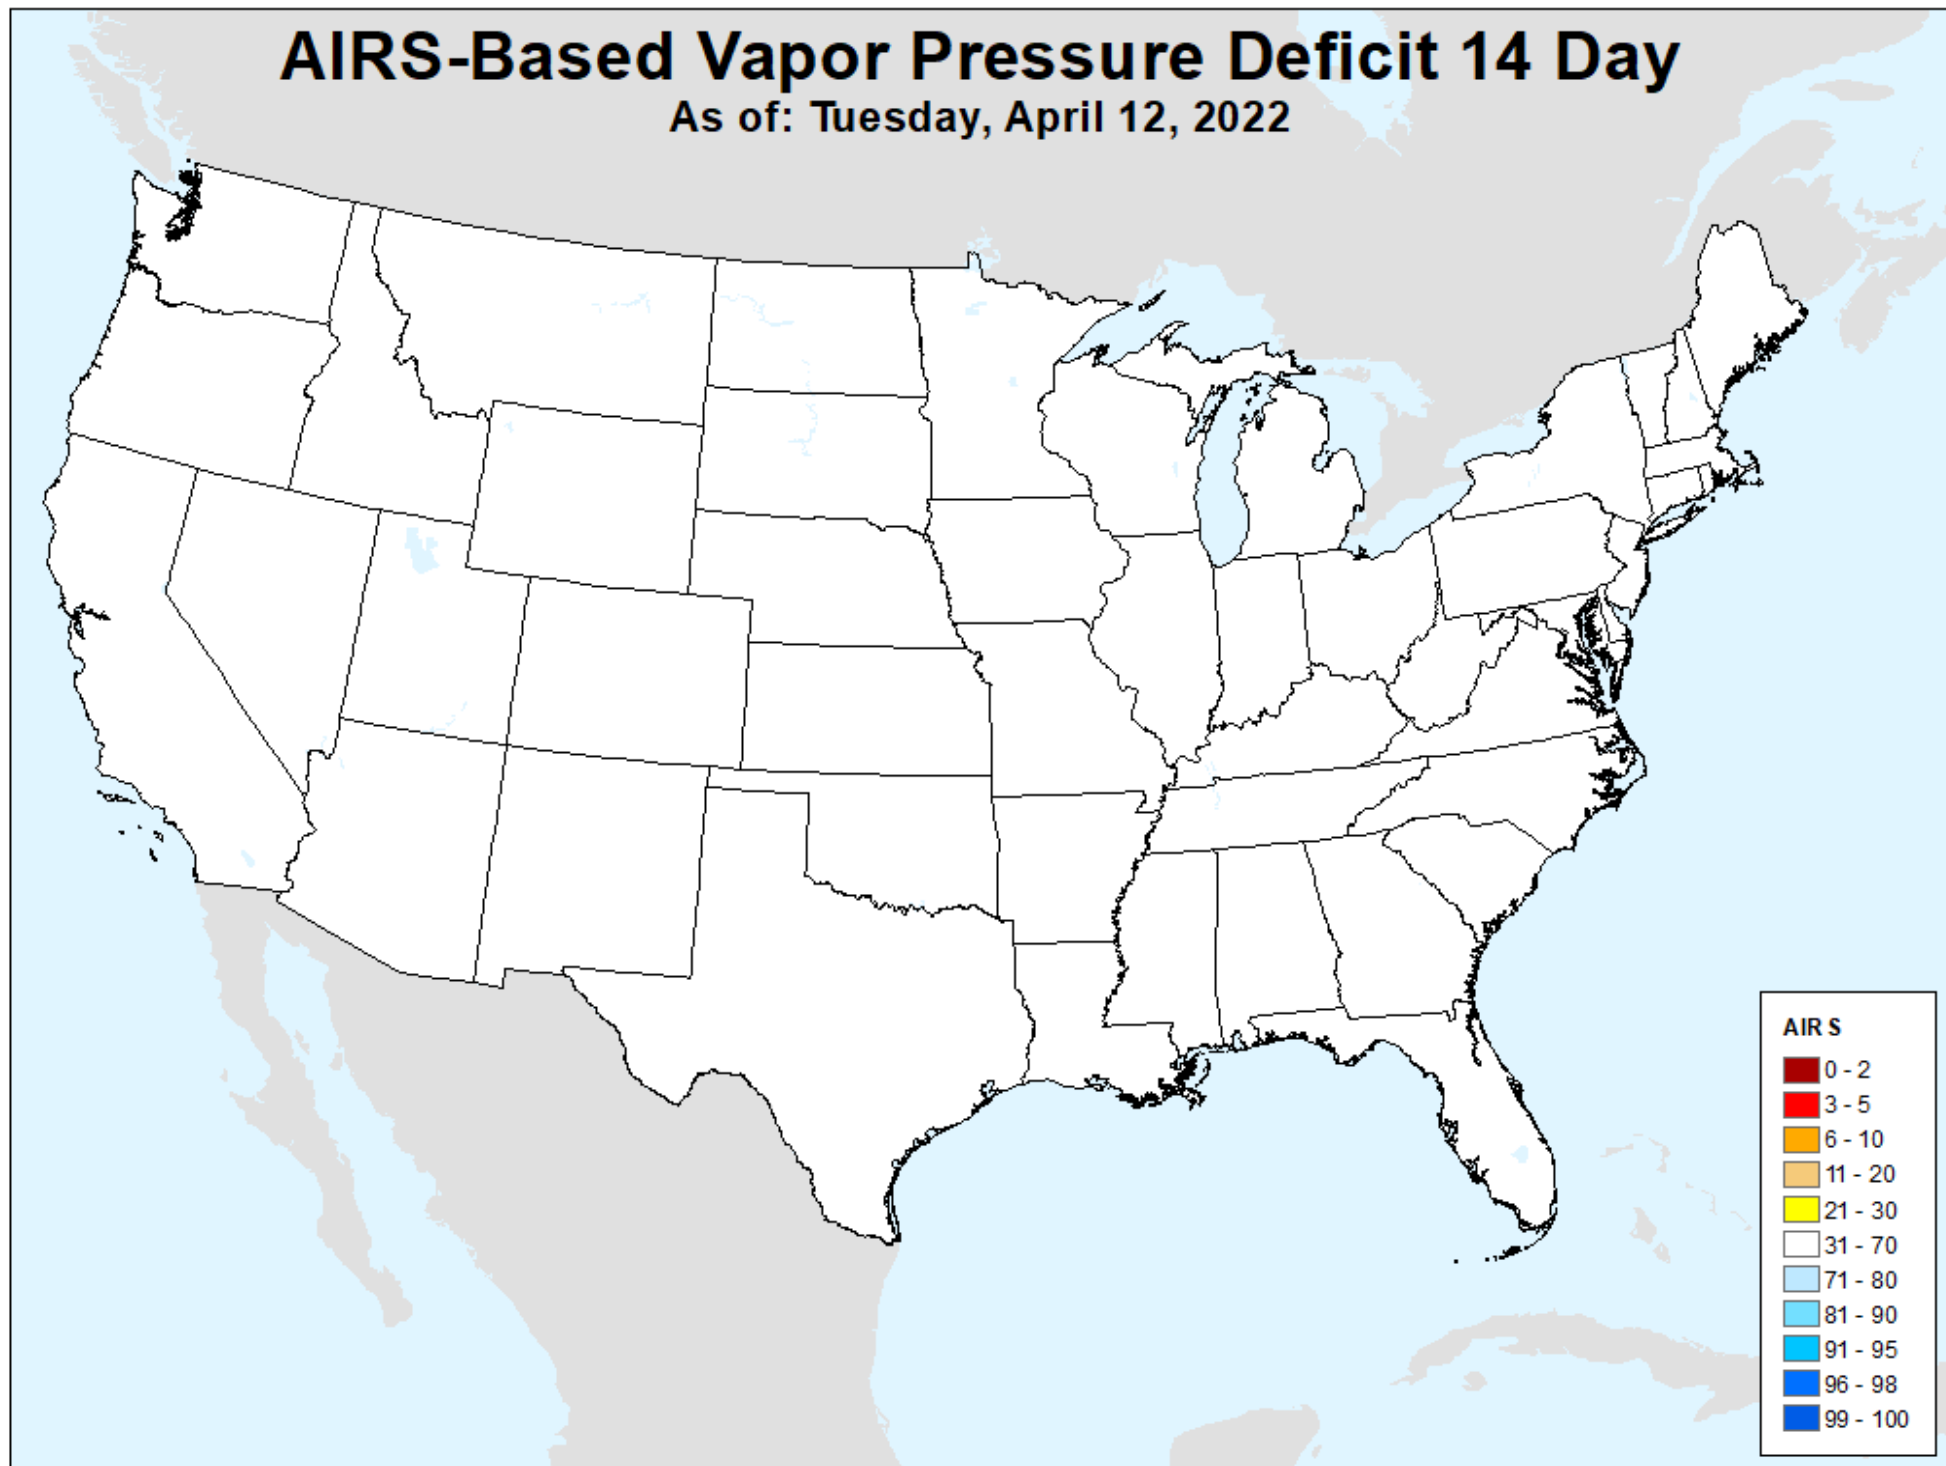 AIRS-Based Vapor Pressure Deficit 14 Day
As of: Tuesday, April 12, 2022
AIRS
0 - 2
3 - 5
6 - 10
11 - 20
21 - 30
31 - 70
71 - 80
81 - 90
91 - 95
96 - 98
99 - 100